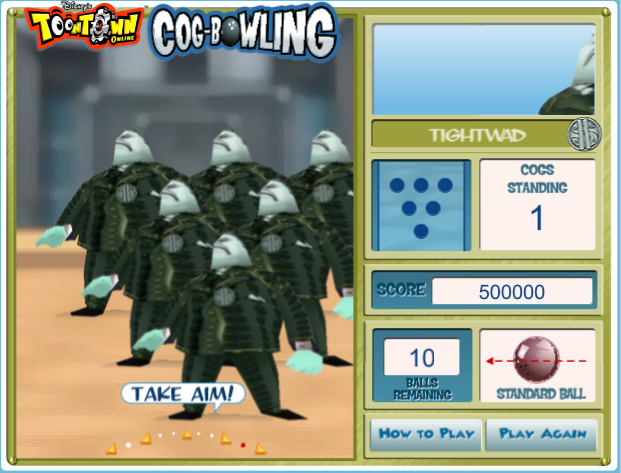 Disney's
TOONTOWN
ONLINE
COG-BOWLING
TIGHTWAD
COGS
STANDING
1
SCORE 500000
10
BALLS
REMAINING
STANDARD BALL
TAKE AIM!
HOW TO PLAY
PLAY AGAIN